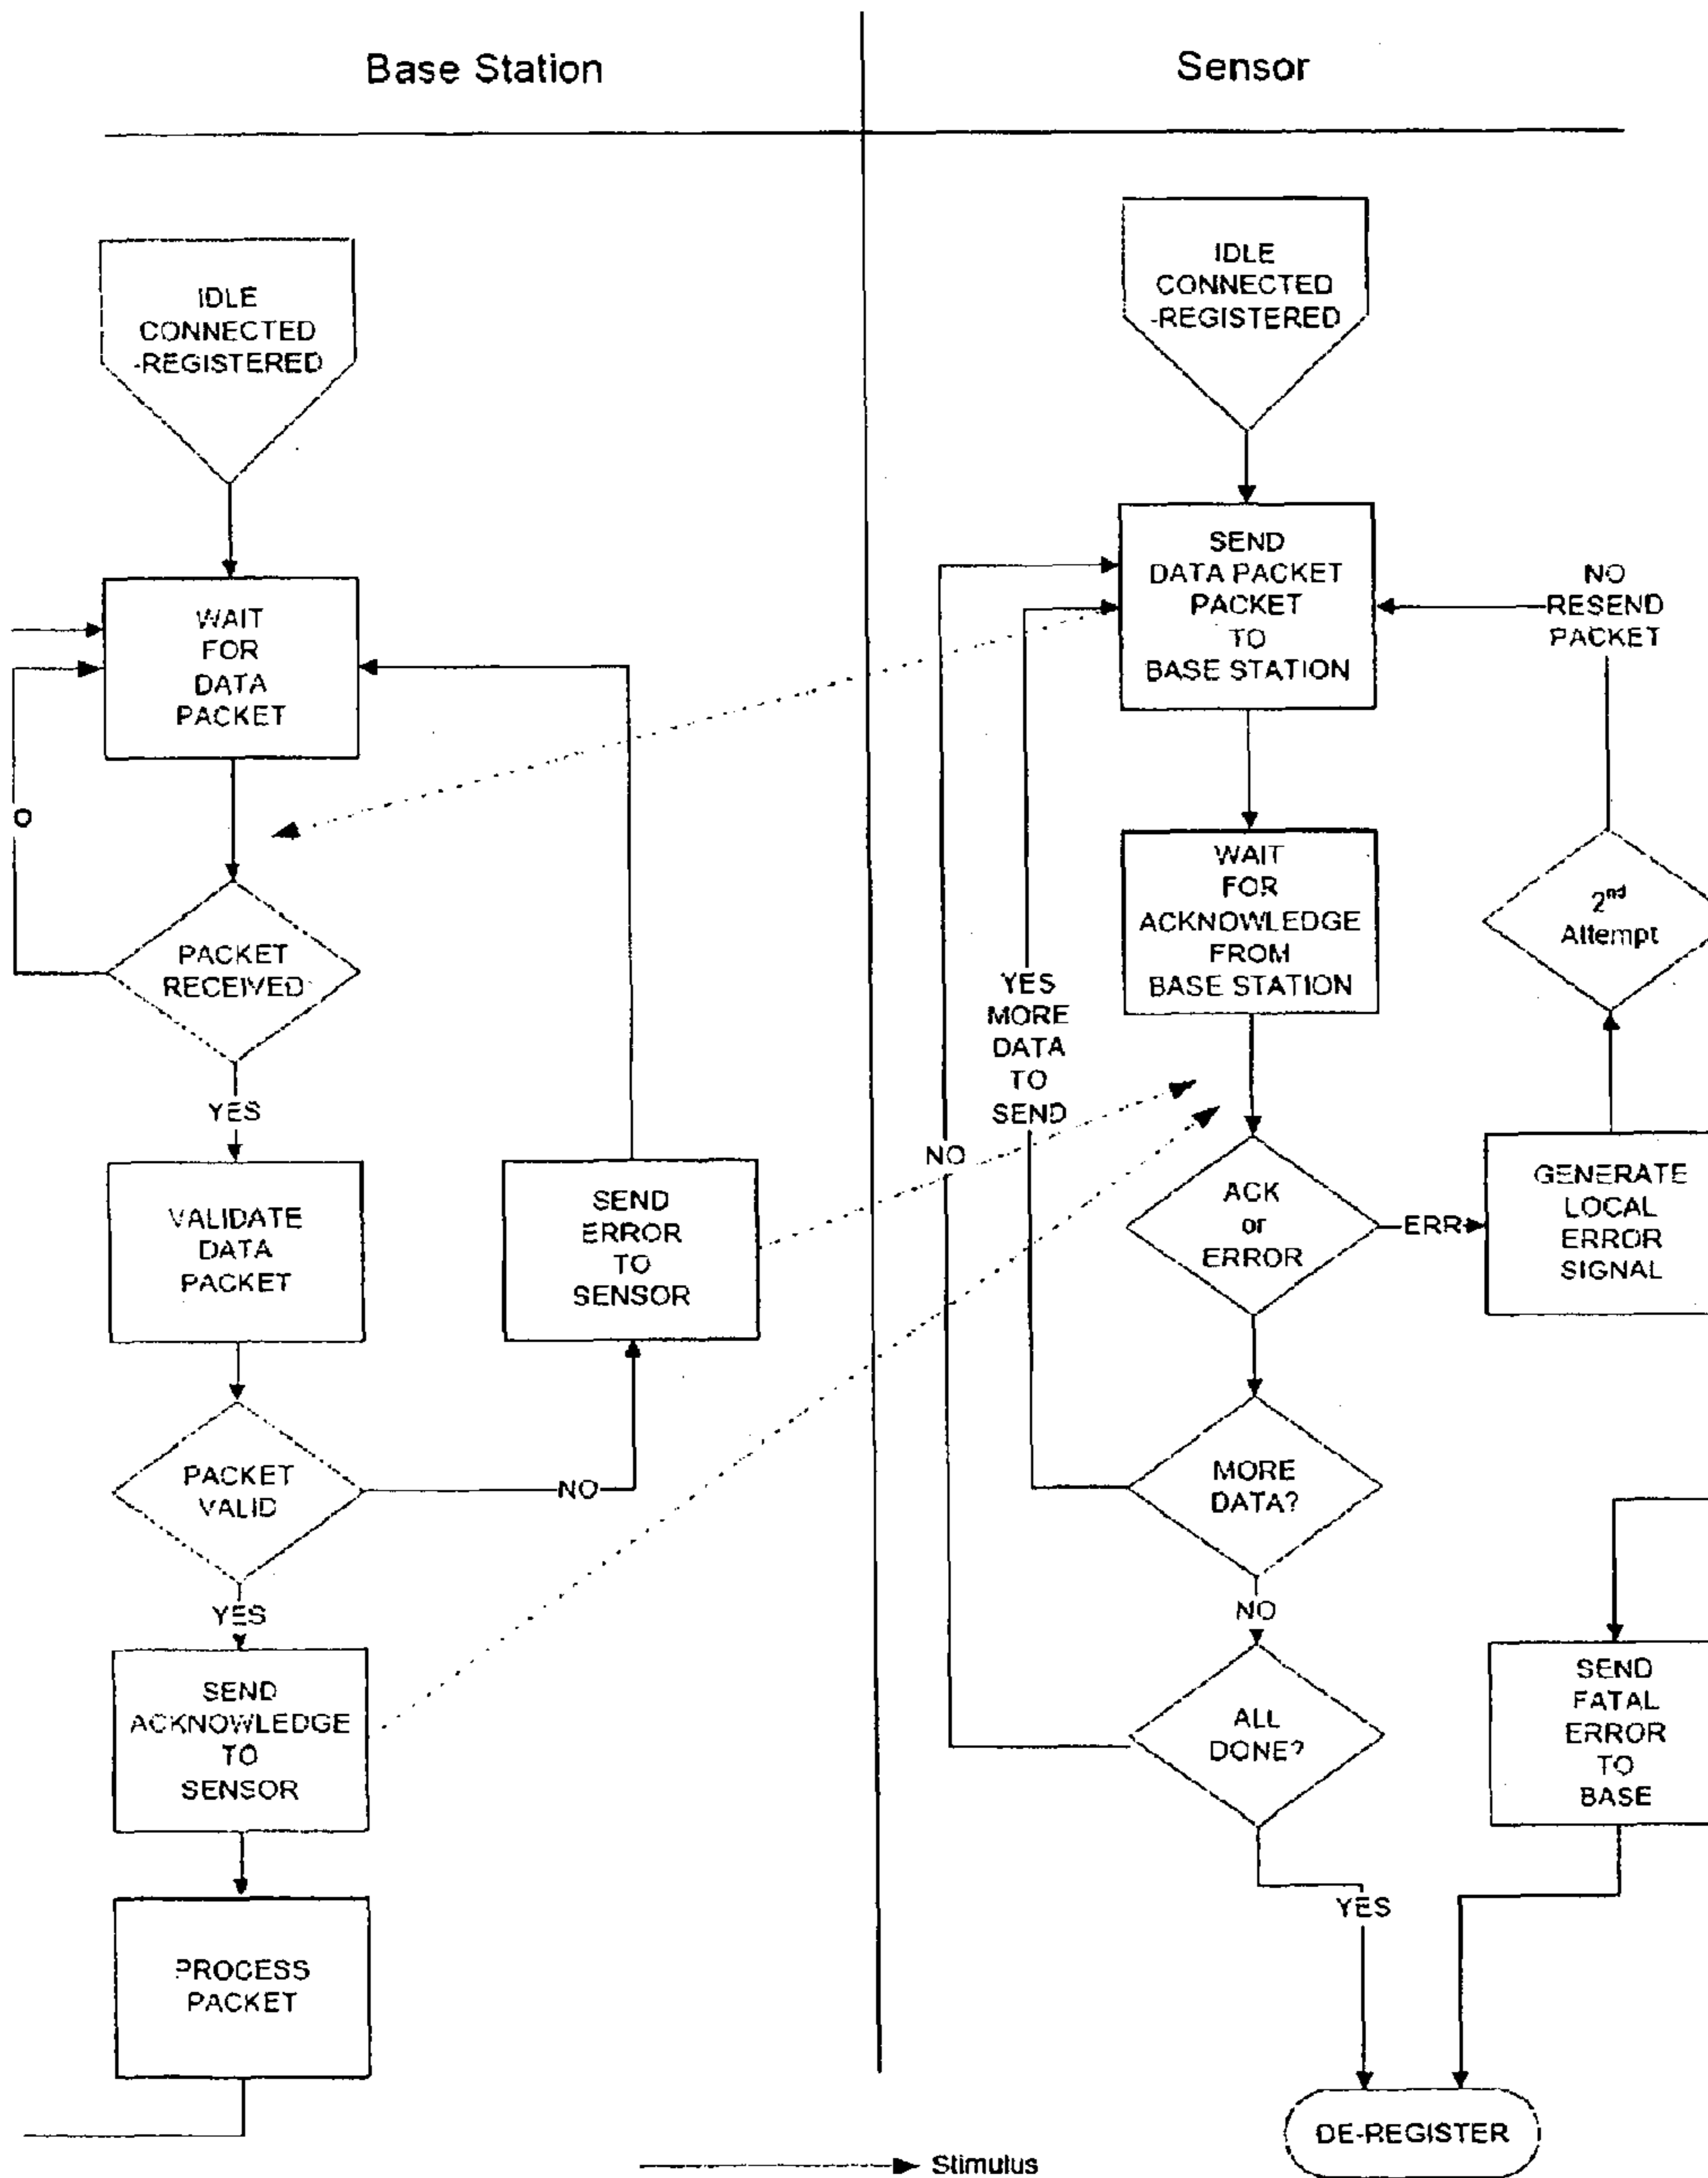 Base Station
Sensor
IDLE
CONNECTED
-REGISTERED
WAIT
FOR
DATA
PACKET
O
PACKET
RECEIVED
YES
VALIDATE
DATA
PACKET
SEND
ERROR
TO
SENSOR
PACKET
VALID
NO
YES
SEND
ACKNOWLEDGE
TO
SENSOR
PROCESS
PACKET
IDLE
CONNECTED
-REGISTERED
SEND
DATA PACKET
PACKET
TO
BASE STATION
NO
RESEND
PACKET
WAIT
FOR
ACKNOWLEDGE
FROM
BASE STATION
2nd
Attempt
YES
MORE
DATA
TO
SEND
NO
ACK
or
ERROR
ERR
GENERATE
LOCAL
ERROR
SIGNAL
MORE
DATA?
NO
ALL
DONE?
YES
SEND
FATAL
ERROR
TO
BASE
DE-REGISTER
Stimulus